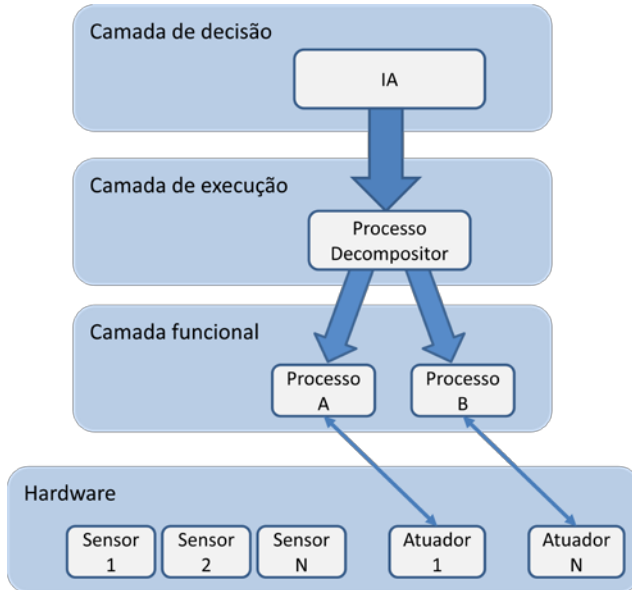 Camada de decisão
IA
Camada de execução
Processo
Decompositor
Camada funcional
Processo
A
Processo
B
Hardware
Sensor
1
Sensor
2
Sensor
N
Atuador
1
Atuador
N